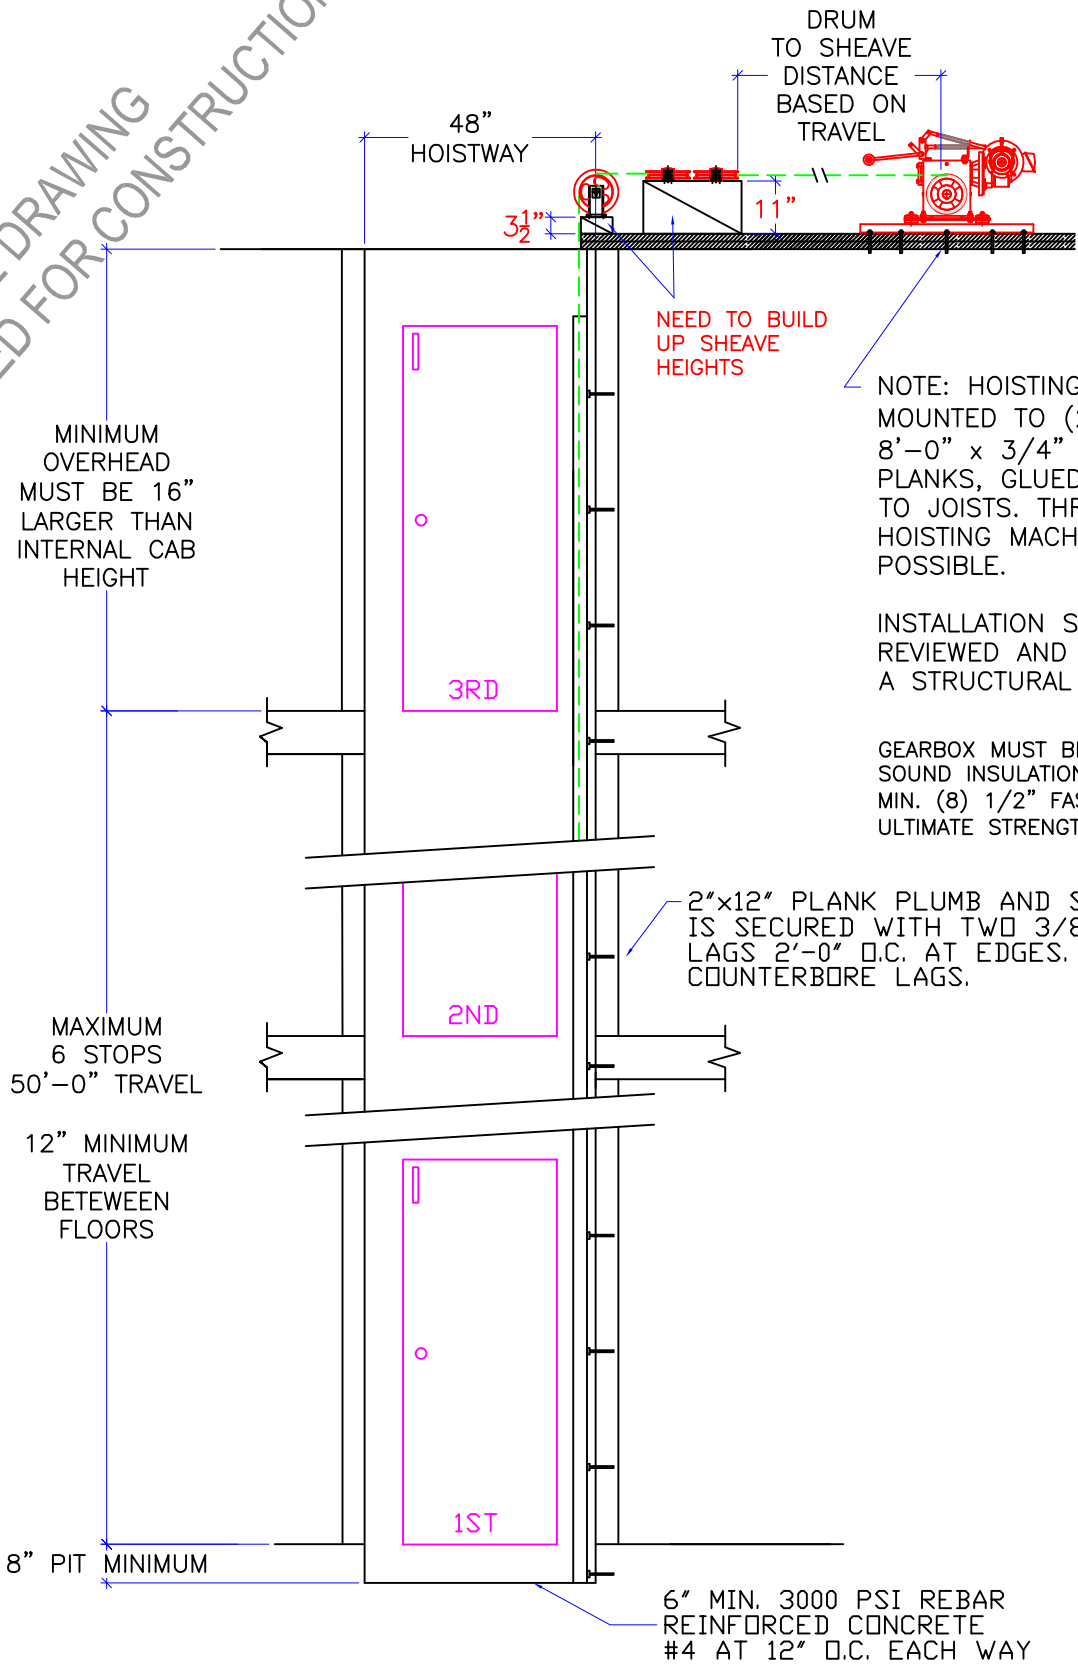 DRAWING
FOR CONSTRUCTION
DRUM
TO SHEAVE
DISTANCE
BASED ON
TRAVEL
48"
HOISTWAY
3 1/2"
11"
NEED TO BUILD
UP SHEAVE
HEIGHTS
NOTE: HOISTING
MOUNTED TO
8'-0" x 3/4"
PLANKS, GLUED
TO JOISTS.
HOISTING
POSSIBLE.
INSTALLATION
REVIEWED AND
A STRUCTURAL
GEARBOX MUST
SOUND INSULATION
MIN. (8) 1/2"
ULTIMATE
MINIMUM
OVERHEAD
MUST BE 16"
LARGER THAN
INTERNAL CAB
HEIGHT
3RD
2"x12" PLANK PLUMB AND
IS SECURED WITH TWO
LAGS 2'-0" O.C. AT EDGES.
COUNTERBORE LAGS.
2ND
MAXIMUM
6 STOPS
50'-0" TRAVEL
12" MINIMUM
TRAVEL
BETEWEEN
FLOORS
1ST
8" PIT MINIMUM
6" MIN. 3000 PSI REBAR
REINFORCED CONCRETE
#4 AT 12" O.C. EACH WAY